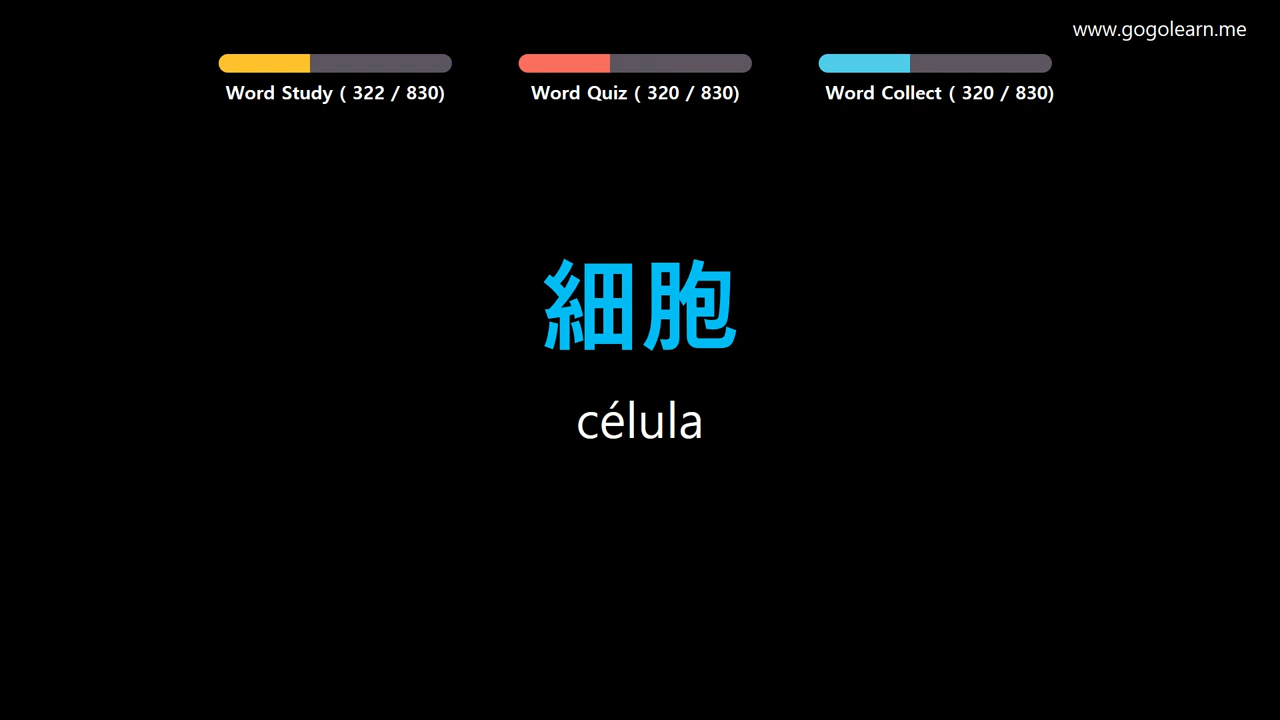 www.gogolearn.me
Word Study ( 322 / 830)
Word Quiz ( 320 / 830)
Word Collect ( 320 / 830)
細胞
célula